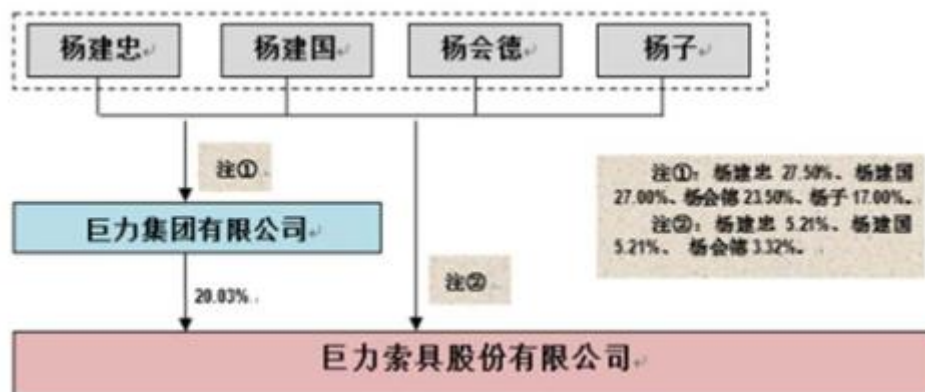 杨建忠
杨建国
杨会德
杨子
注①
注①:杨建忠 27.50%、杨建国
27.00%、杨会德 23.50%、杨子 17.00%。
注②:杨建忠 5.21%、杨建国
5.21%、 杨会德 3.32%。
巨力集团有限公司
20.03%
注②
巨力索具股份有限公司